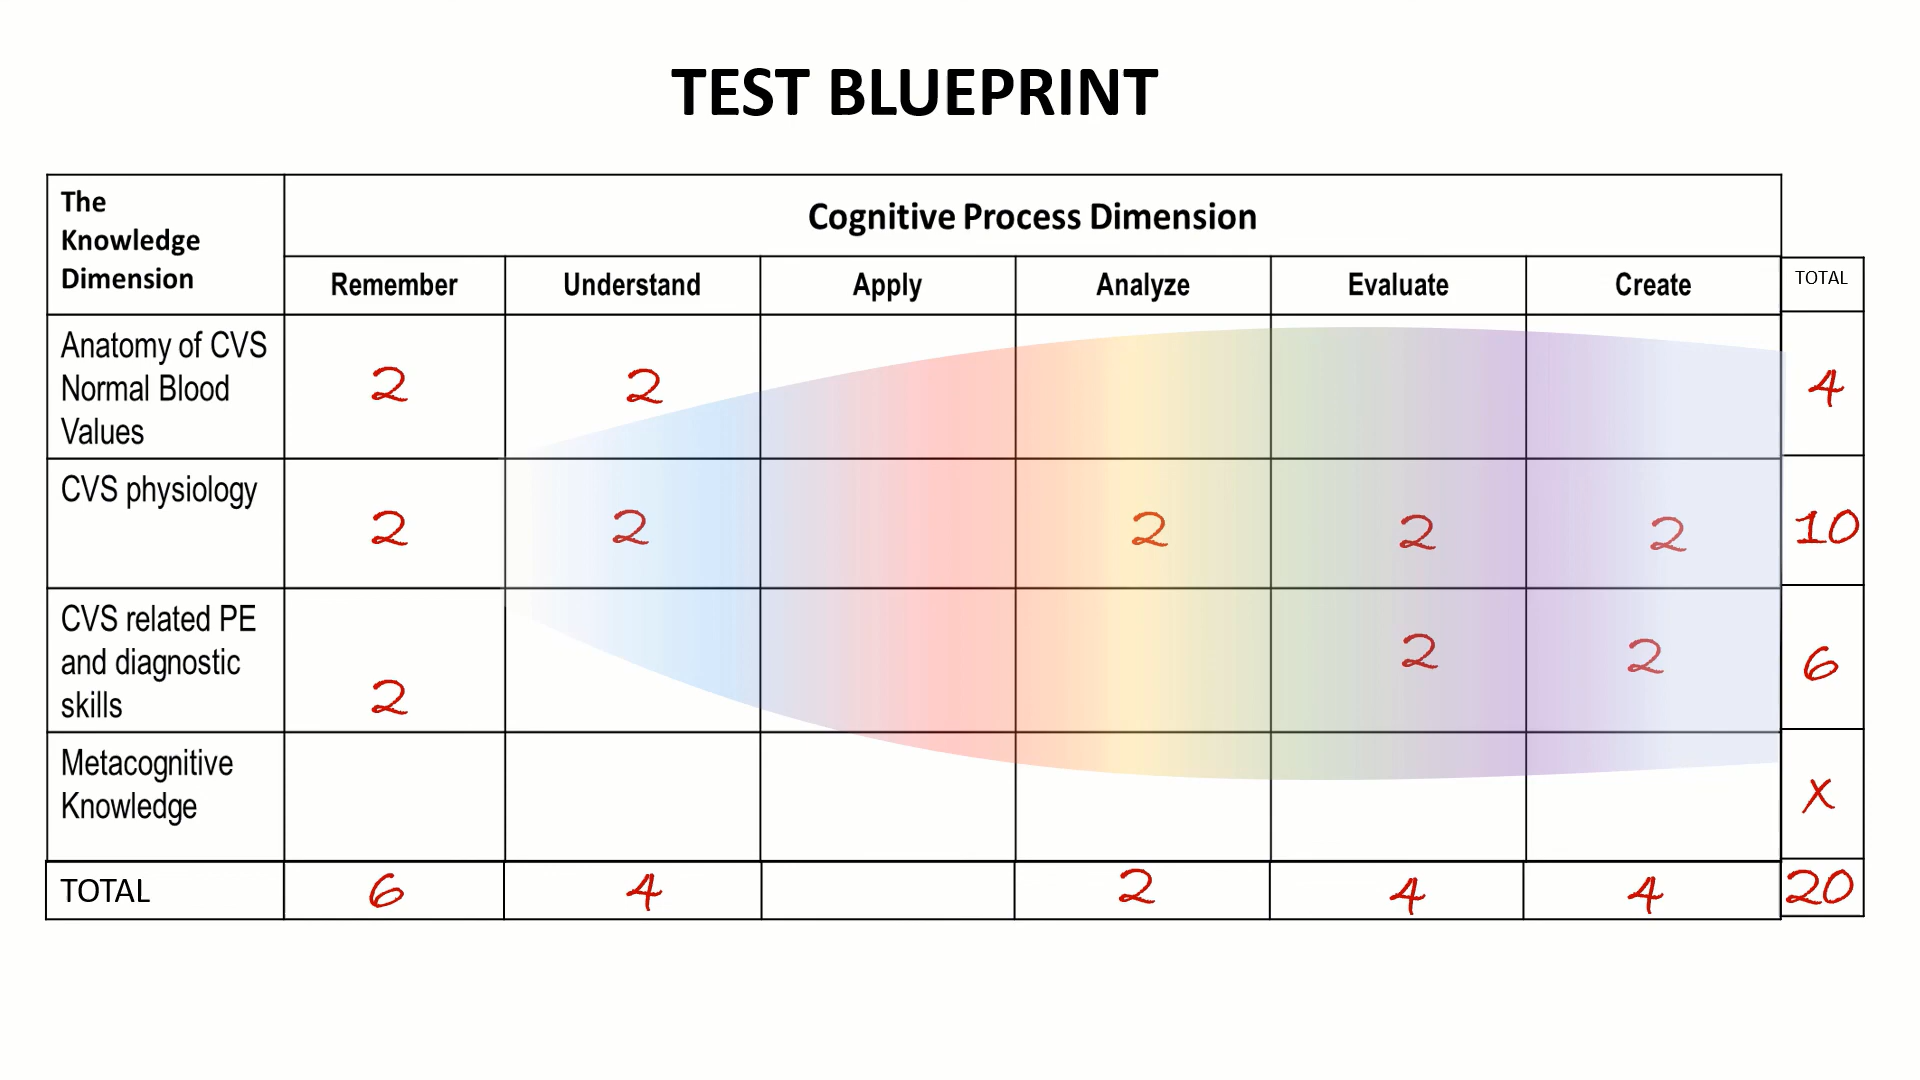 TEST BLUEPRINT
The
Knowledge
Dimension
Cognitive Process Dimension
Remember Understand Apply Analyze Evaluate Create TOTAL
Anatomy of CVS
Normal Blood
Values
2 2 4
CVS physiology
2 2 2 2 2 10
CVS related PE
and diagnostic
skills
2 2 2 6
Metacognitive
Knowledge
X
TOTAL 6 4 2 4 4 20